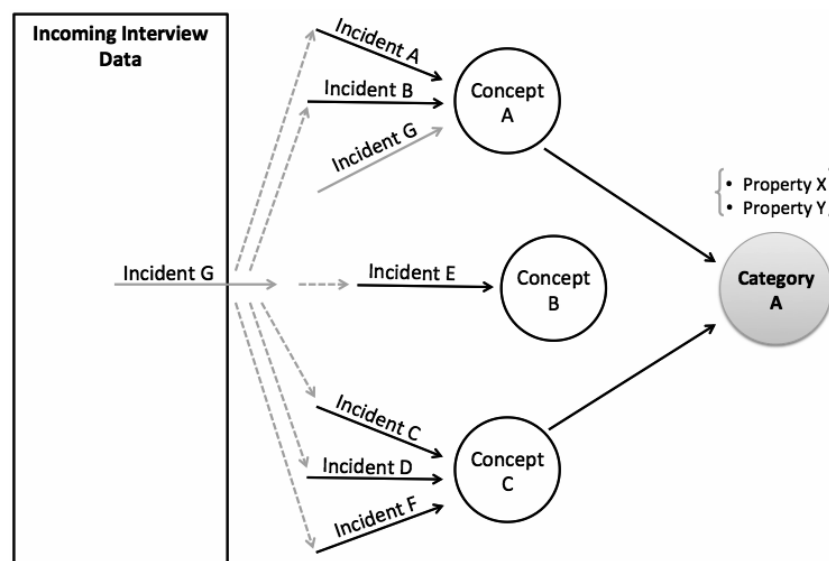 Incoming Interview
Data
Incident A
Incident B
Incident G
Concept
A
• Property X
• Property Y
Incident G
Incident E
Concept
B
Category
A
Incident C
Incident D
Incident F
Concept
C